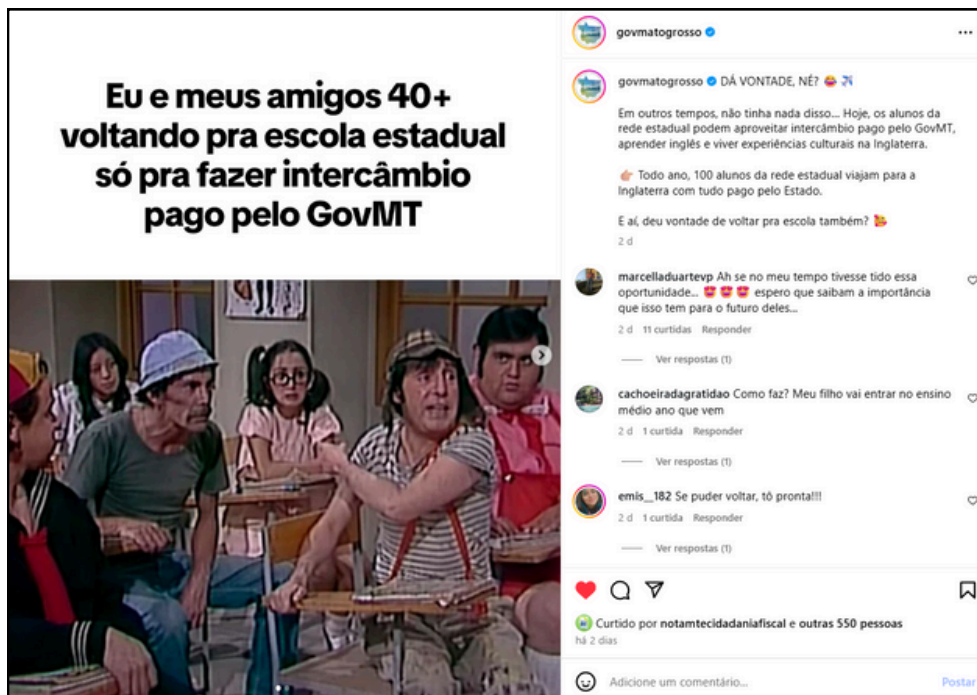 Eu e meus amigos 40+
voltando pra escola estadual
só pra fazer intercâmbio
pago pelo GovMT
govmatogrosso
govmatogrosso DÁ VONTADE, NÉ? 😂 ✈️
Em outros tempos, não tinha nada disso... Hoje, os alunos da
rede estadual podem aproveitar intercâmbio pago pelo GovMT,
aprender inglês e viver experiências culturais na Inglaterra.
👉🏼 Todo ano, 100 alunos da rede estadual viajam para a
Inglaterra com tudo pago pelo Estado.
E aí, deu vontade de voltar pra escola também? 🥰
2 d
marcelladuartevp Ah se no meu tempo tivesse tido essa
oportunidade... 😍 😍 😍 espero que saibam a importância
que isso tem para o futuro deles...
2 d 11 curtidas Responder
Ver respostas (1)
cachoeiradagratidao Como faz? Meu filho vai entrar no ensino
médio ano que vem
2 d 1 curtida Responder
Ver respostas (1)
emis__182 Se puder voltar, tô pronta!!!
2 d 1 curtida Responder
Ver respostas (1)
Curtido por notamtecidadaniafiscal e outras 550 pessoas
há 2 dias
Adicione um comentário...
Postar